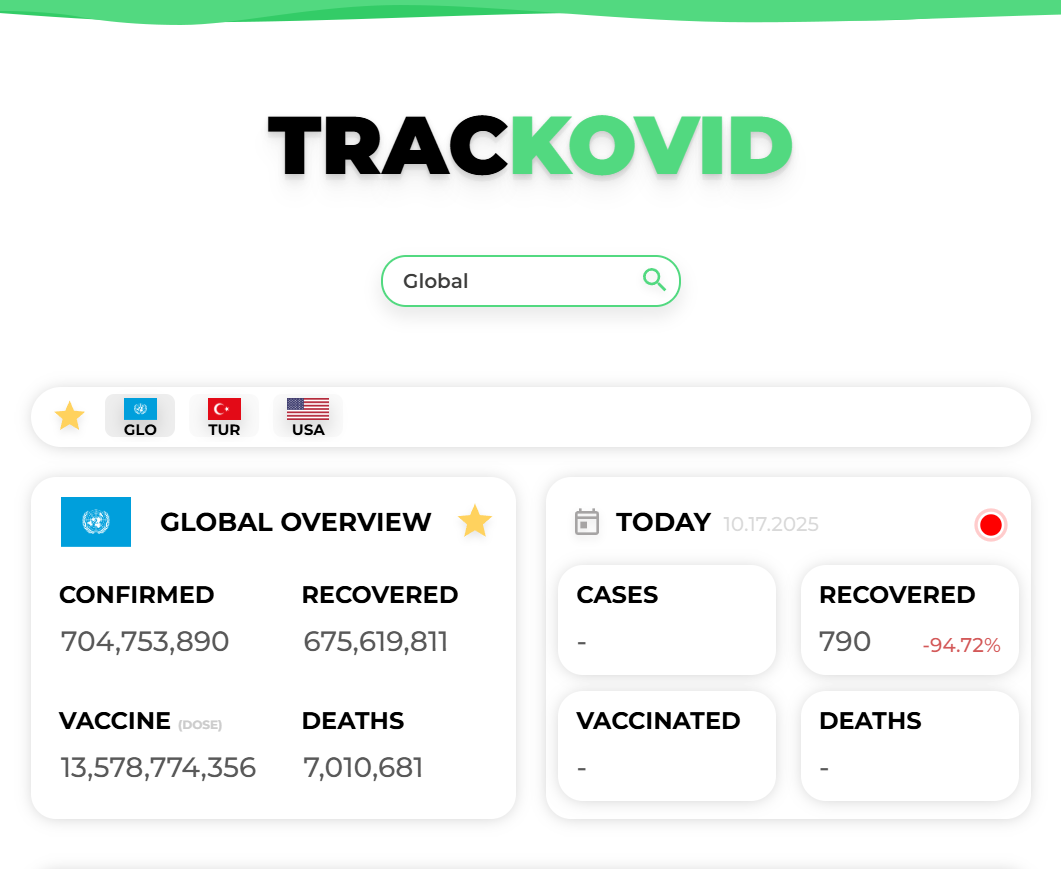 TRACKOVID
Global
GLO TUR USA
GLOBAL OVERVIEW
CONFIRMED RECOVERED
704,753,890 675,619,811
VACCINE (DOSE) DEATHS
13,578,774,356 7,010,681
TODAY 10.17.2025
CASES RECOVERED
- 790 -94.72%
VACCINATED DEATHS
- -